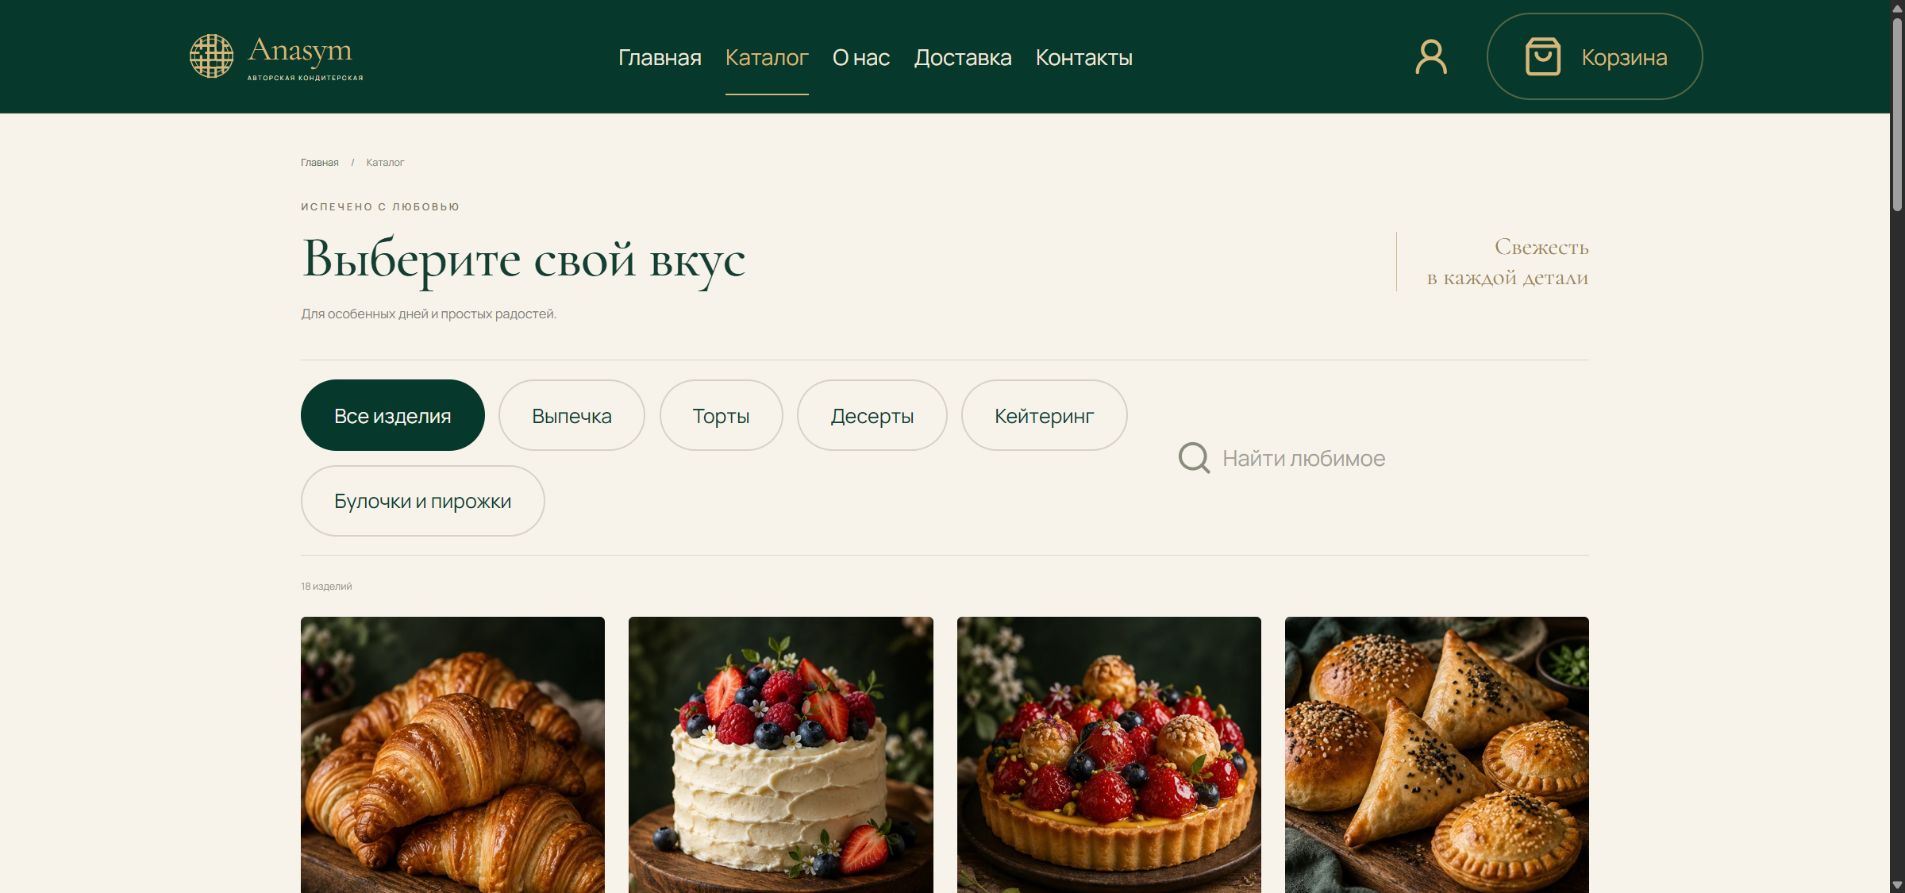 Anasym
АВТОРСКАЯ КОНДИТЕРСКАЯ
Главная Каталог О нас Доставка Контакты
Корзина
Главная / Каталог
ИСПЕЧЕНО С ЛЮБОВЬЮ
Выберите свой вкус
Для особенных дней и простых радостей.
Свежесть
в каждой детали
Все изделия Выпечка Торты Десерты Кейтеринг
Булочки и пирожки
Найти любимое
18 изделий